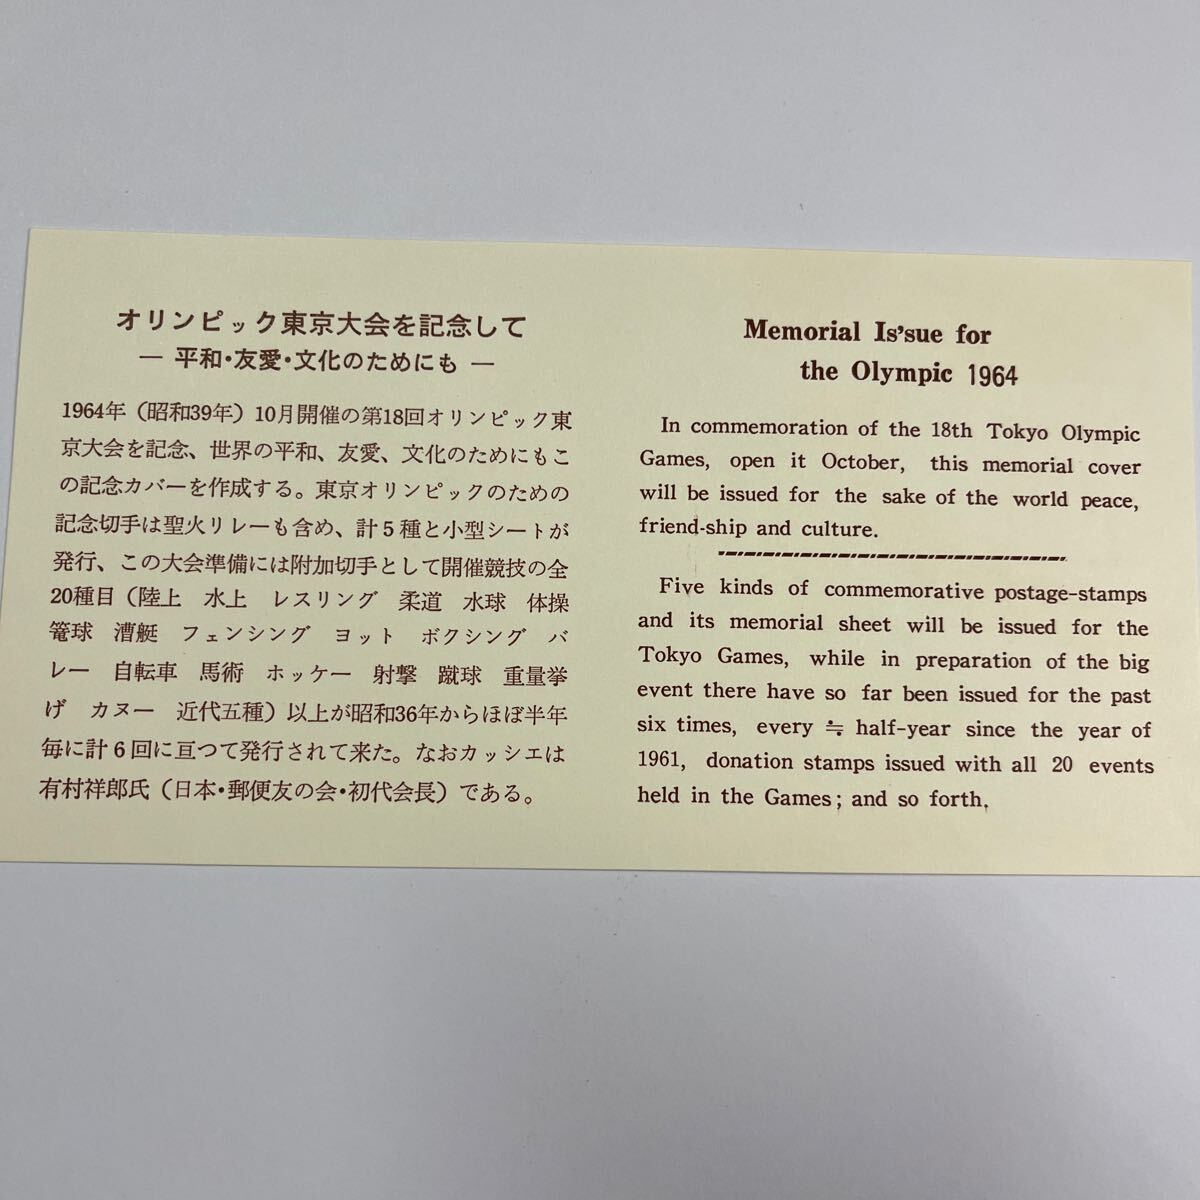 オリンピック東京大会を記念して
― 平和・友愛・文化のためにも ―
1964年（昭和39年）10月開催の第18回オリンピック東
京大会を記念、世界の平和、友愛、文化のためにもこ
の記念カバーを作成する。東京オリンピックのための
記念切手は聖火リレーも含め、計5種と小型シートが
発行、この大会準備には附加切手として開催競技の全
20種目（陸上 水上 レスリング 柔道 水球 体操
篭球 漕艇 フェンシング ヨット ボクシング バ
レー 自転車 馬術 ホッケー 射撃 蹴球 重量挙
げ カヌー 近代五種）以上が昭和36年からほぼ半年
毎に計6回に亘つて発行されて来た。なおカッシェは
有村祥郎氏（日本・郵便友の会・初代会長）である。
Memorial Is'sue for
the Olympic 1964
In commemoration of the 18th Tokyo Olympic
Games, open it October, this memorial cover
will be issued for the sake of the world peace,
friend-ship and culture.
Five kinds of commemorative postage-stamps
and its memorial sheet will be issued for the
Tokyo Games, while in preparation of the big
event there have so far been issued for the past
six times, every ≒ half-year since the year of
1961, donation stamps issued with all 20 events
held in the Games; and so forth.